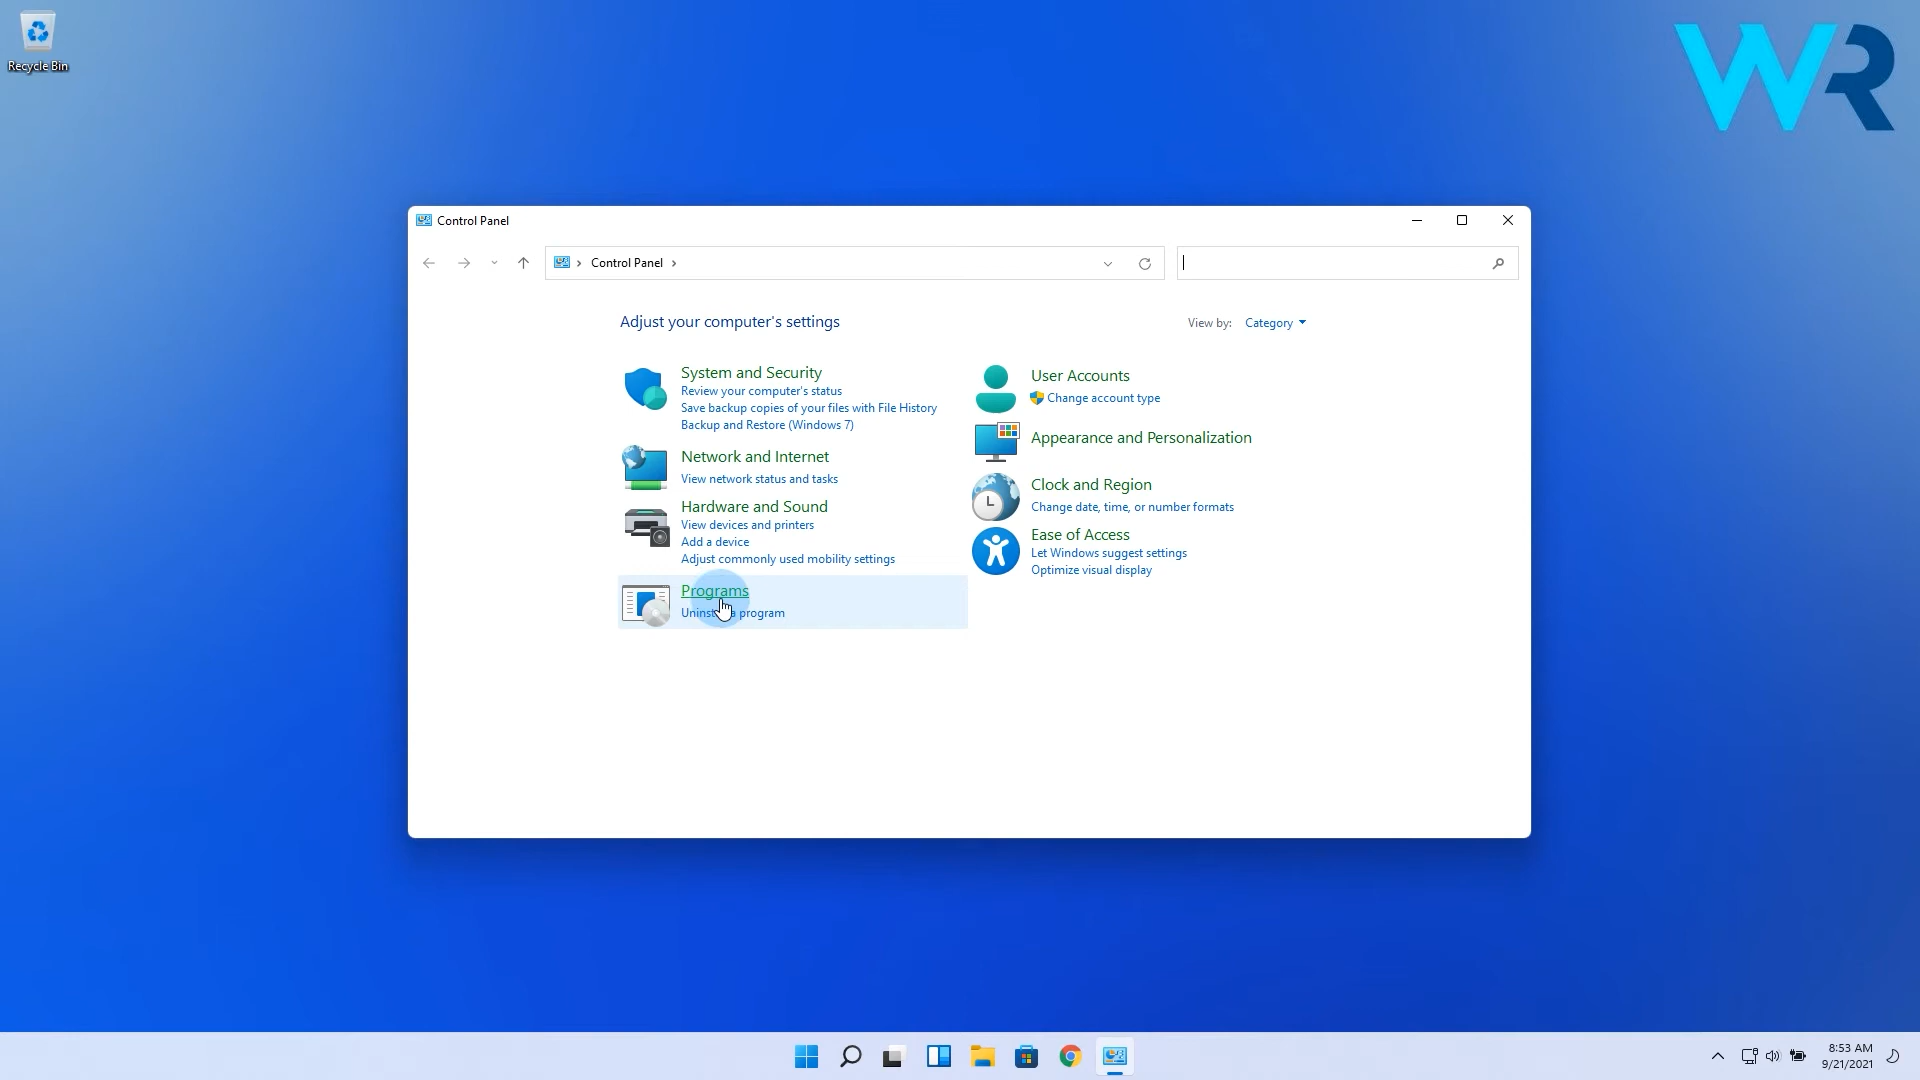 Recycle Bin
WR
Control Panel
Control Panel
Adjust your computer's settings
View by: Category
System and Security
Review your computer's status
Save backup copies of your files with File History
Backup and Restore (Windows 7)
Network and Internet
View network status and tasks
Hardware and Sound
View devices and printers
Add a device
Adjust commonly used mobility settings
Programs
Uninstall a program
User Accounts
Change account type
Appearance and Personalization
Clock and Region
Change date, time, or number formats
Ease of Access
Let Windows suggest settings
Optimize visual display
8:53 AM
9/21/2021